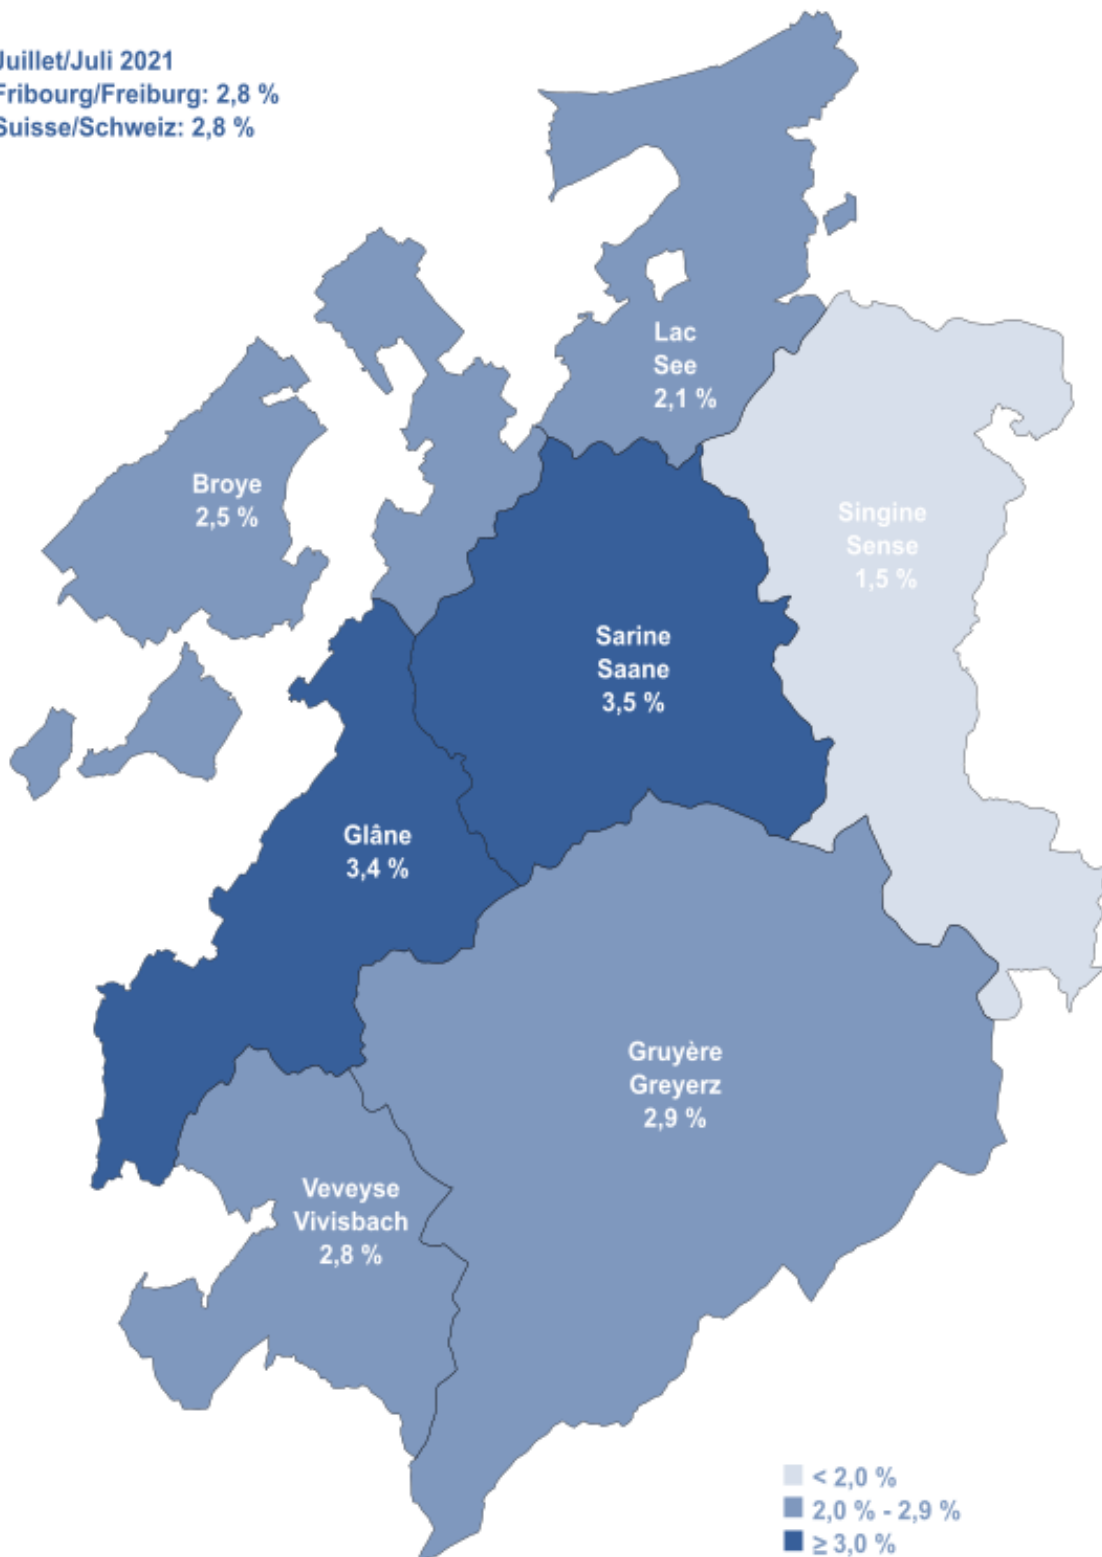 Juillet/Juli 2021
Fribourg/Freiburg: 2,8 %
Suisse/Schweiz: 2,8 %
Lac
See
2,1 %
Broye
2,5 %
Singine
Sense
1,5 %
Sarine
Saane
3,5 %
Glâne
3,4 %
Gruyère
Greyerz
2,9 %
Veveyse
Vivisbach
2,8 %
< 2,0 %
2,0 % - 2,9 %
≥ 3,0 %